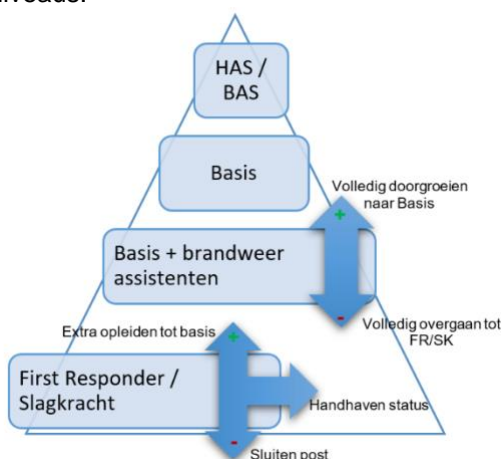 HAS /
BAS
Basis
Volledig doorgroeien
naar Basis
+
Basis + brandweer
assistenten
-
Volledig overgaan tot
FR/SK
Extra opleiden tot basis
+
First Responder /
Slagkracht
Handhaven status
-
Sluiten post